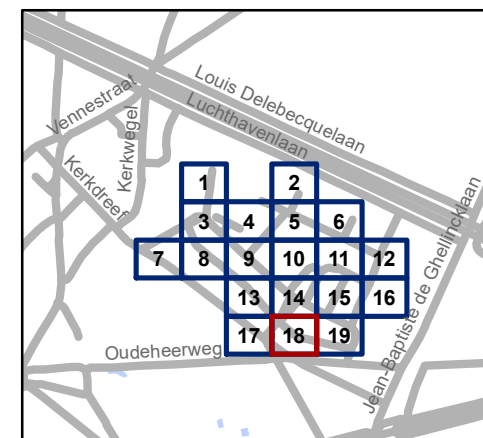 Louis Delebecquelaan
Luchthavenlaan
Vennestraat
Kerkwegel
Kerkdreef
1 2
3 4 5 6
7 8 9 10 11 12
13 14 15 16
17 18 19
Oudeheerweg
Jean-Baptiste de Ghellincklaan